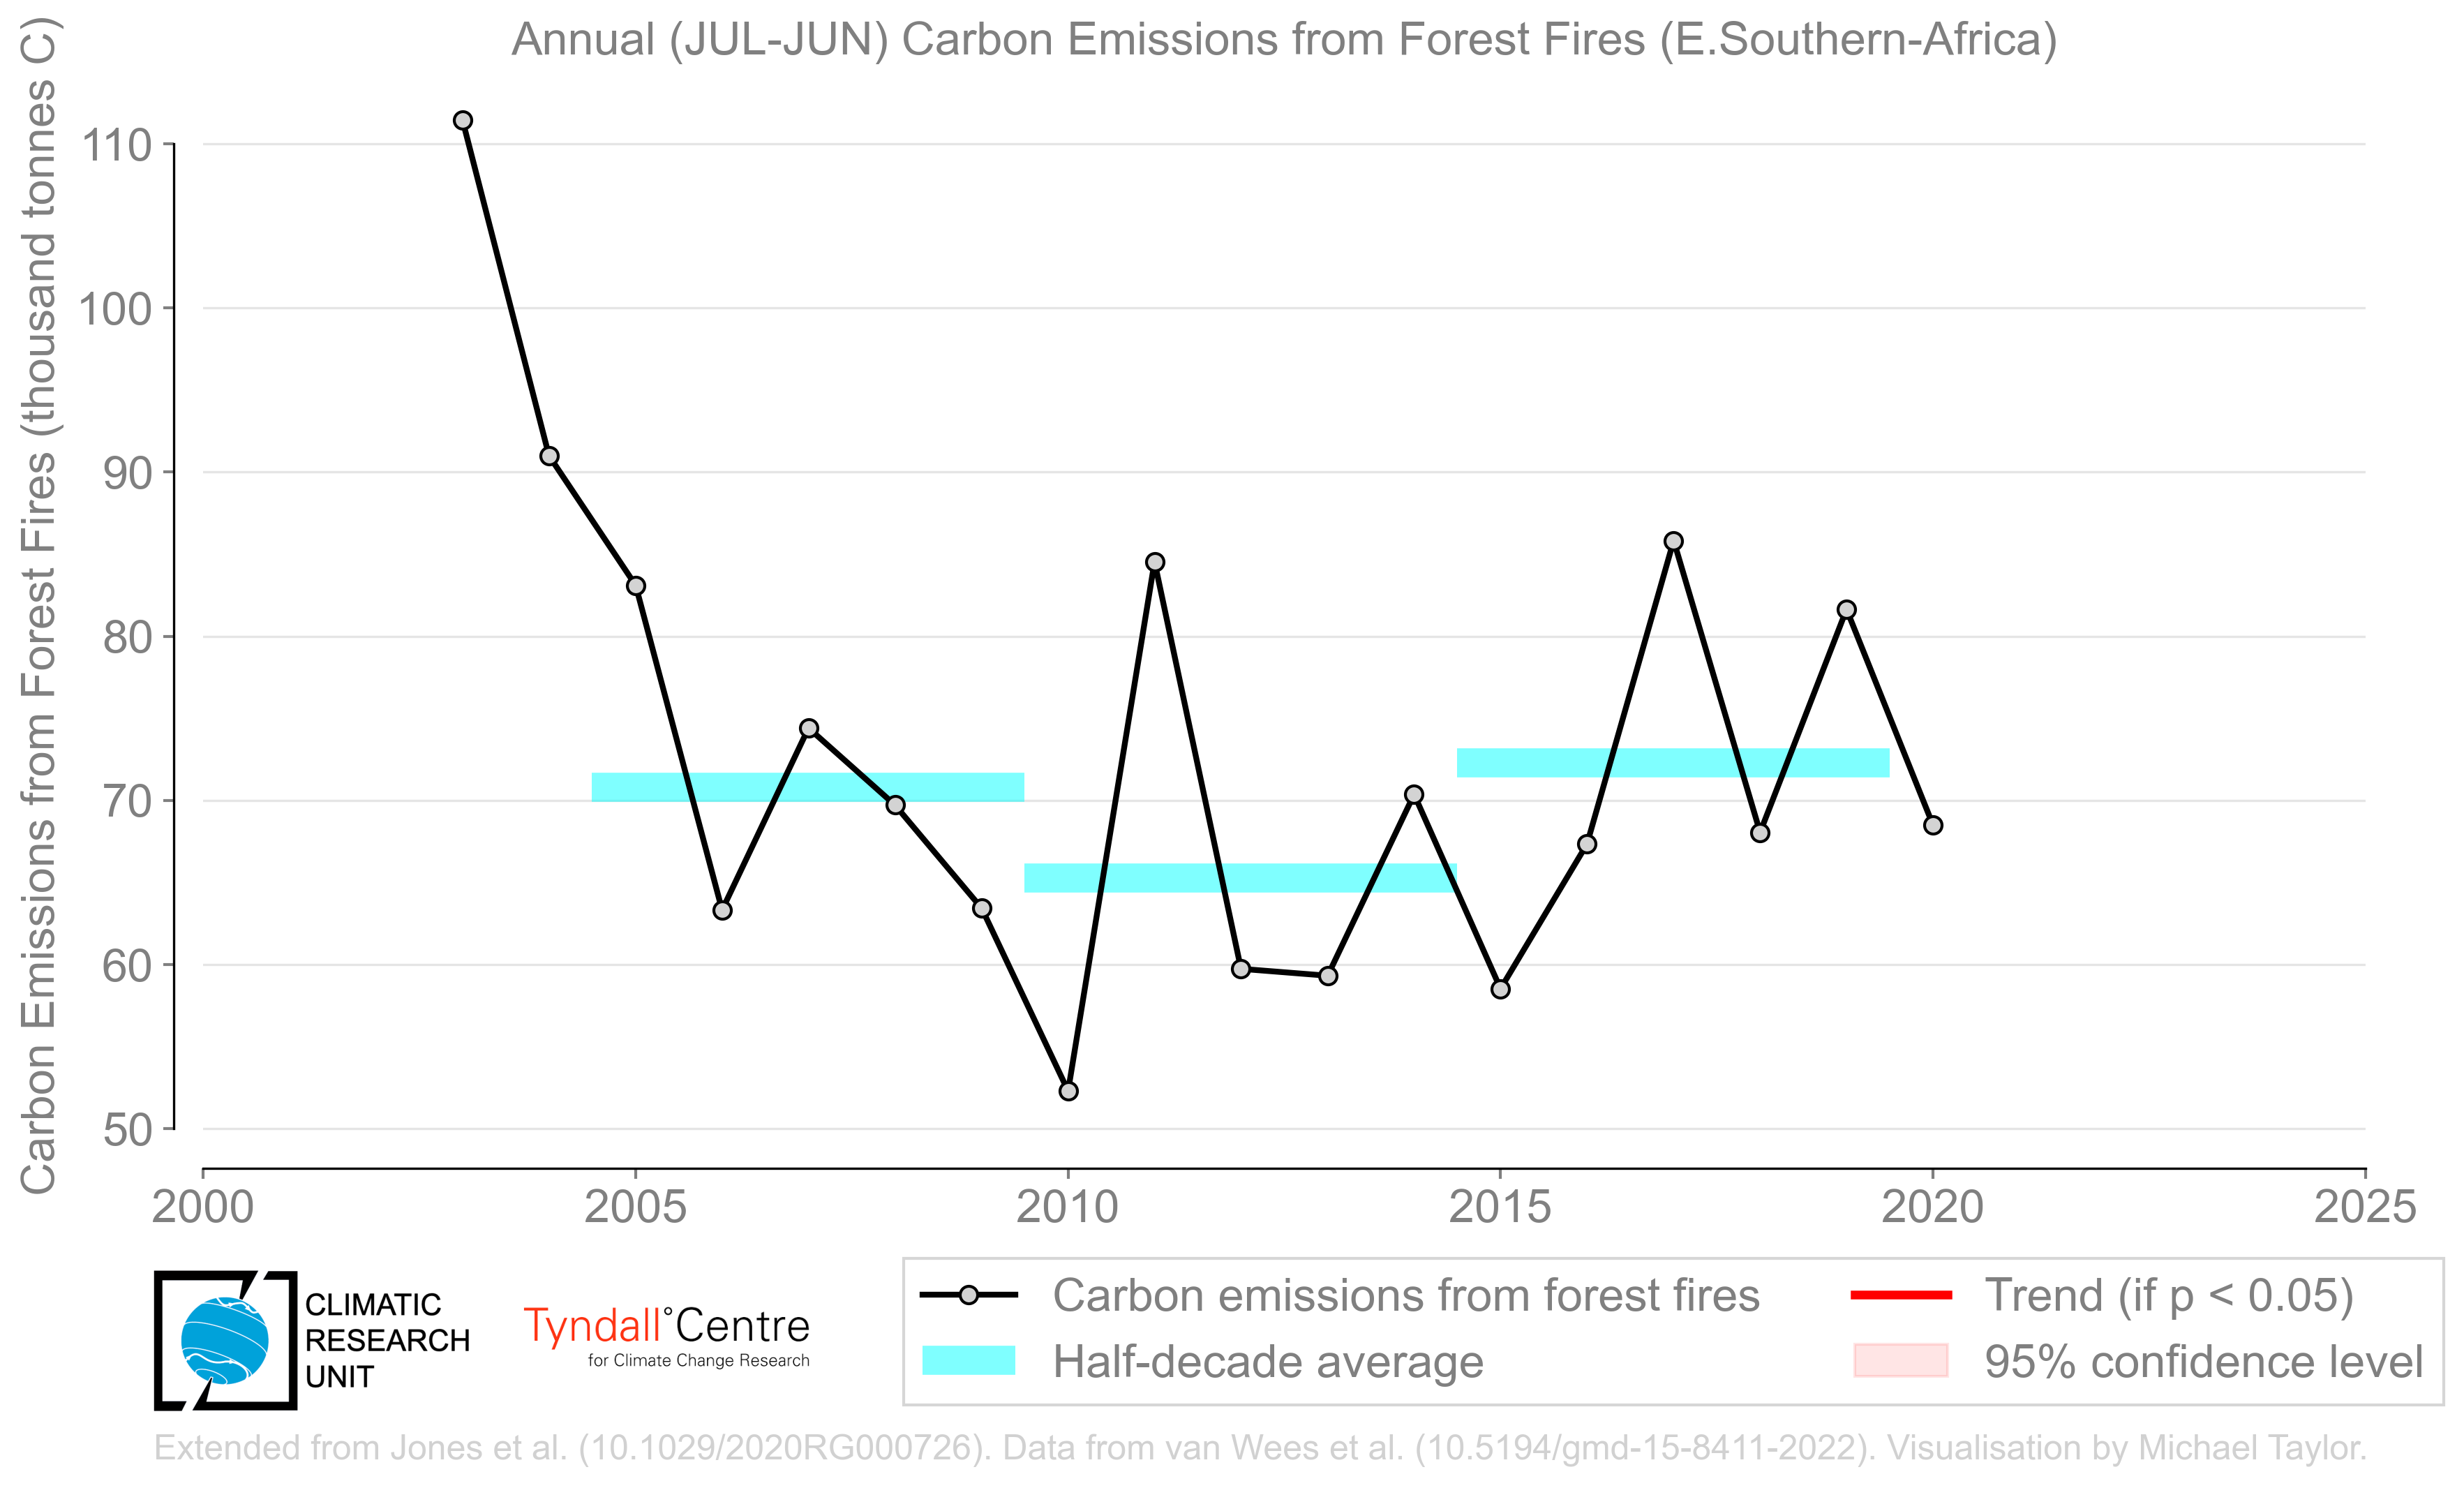 Annual (JUL-JUN) Carbon Emissions from Forest Fires (E.Southern-Africa)
Carbon Emissions from Forest Fires (thousand tonnes C)
110
100
90
80
70
60
50
2000 2005 2010 2015 2020 2025
CLIMATIC
RESEARCH
UNIT
Tyndall°Centre
for Climate Change Research
Carbon emissions from forest fires
Half-decade average
Trend (if p < 0.05)
95% confidence level
Extended from Jones et al. (10.1029/2020RG000726). Data from van Wees et al. (10.5194/gmd-15-8411-2022). Visualisation by Michael Taylor.